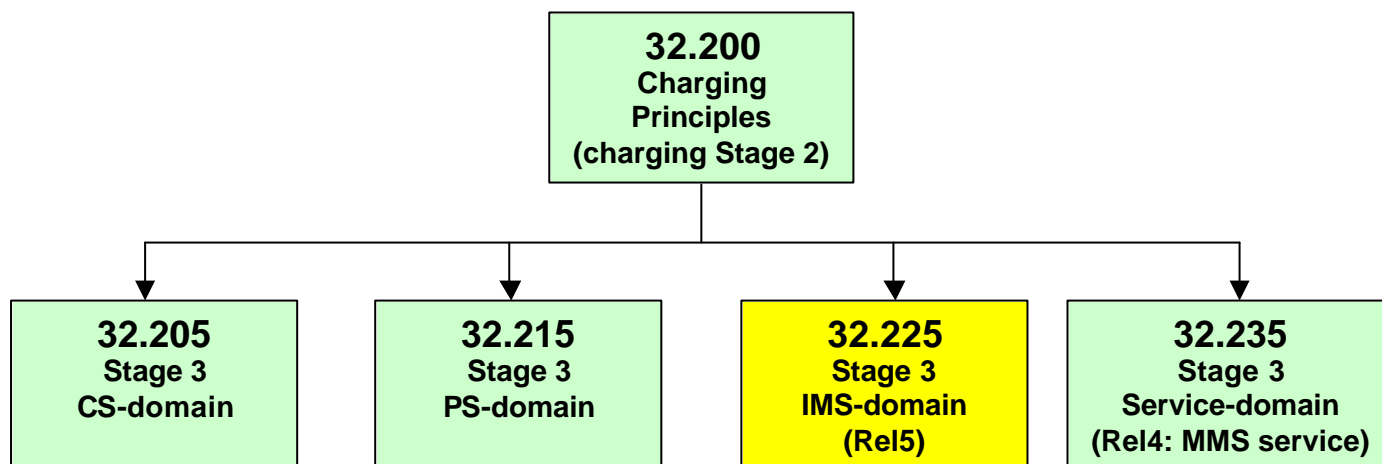 32.200
Charging
Principles
(charging Stage 2)
32.205
Stage 3
CS-domain
32.215
Stage 3
PS-domain
32.225
Stage 3
IMS-domain
(Rel5)
32.235
Stage 3
Service-domain
(Rel4: MMS service)